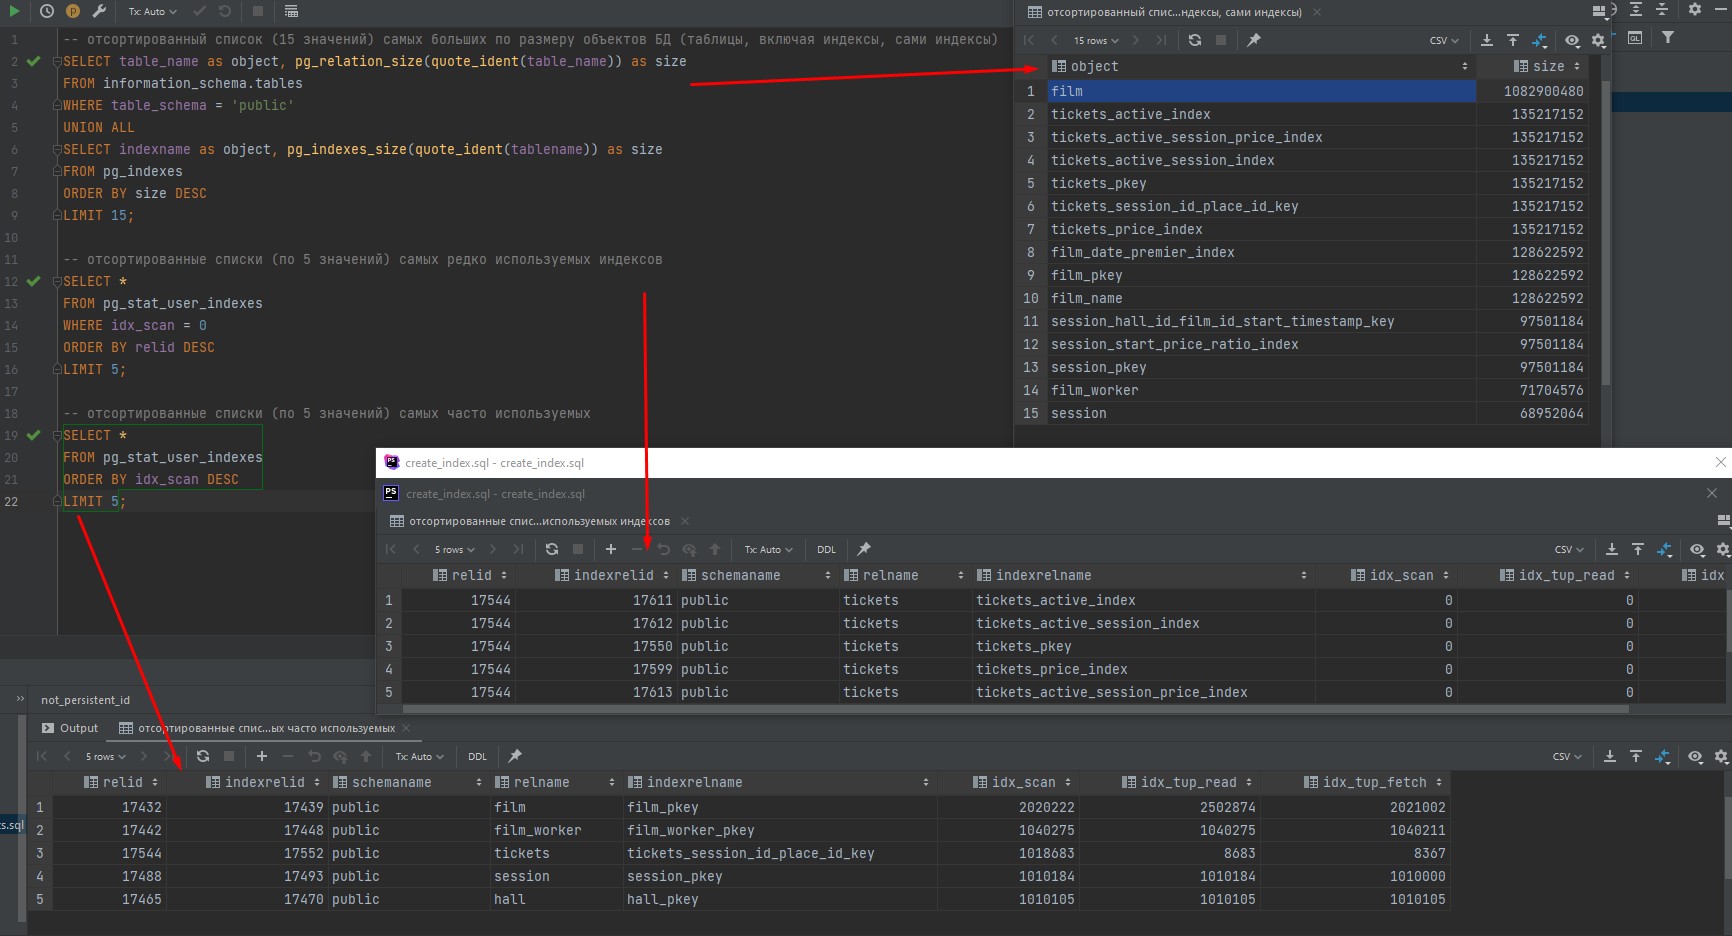 Tx: Auto
1 -- отсортированный список (15 значений) самых больших по размеру объектов БД (таблицы, включая индексы, сами индексы)
2 SELECT table_name as object, pg_relation_size(quote_ident(table_name)) as size
3 FROM information_schema.tables
4 WHERE table_schema = 'public'
5 UNION ALL
6 SELECT indexname as object, pg_indexes_size(quote_ident(tablename)) as size
7 FROM pg_indexes
8 ORDER BY size DESC
9 LIMIT 15;
10
11 -- отсортированные списки (по 5 значений) самых редко используемых индексов
12 SELECT *
13 FROM pg_stat_user_indexes
14 WHERE idx_scan = 0
15 ORDER BY relid DESC
16 LIMIT 5;
17
18 -- отсортированные списки (по 5 значений) самых часто используемых
19 SELECT *
20 FROM pg_stat_user_indexes
21 ORDER BY idx_scan DESC
22 LIMIT 5;
отсортированный спис...ндексы, сами индексы)
15 rows CSV
object size
1 film 1082900480
2 tickets_active_index 135217152
3 tickets_active_session_price_index 135217152
4 tickets_active_session_index 135217152
5 tickets_pkey 135217152
6 tickets_session_id_place_id_key 135217152
7 tickets_price_index 135217152
8 film_date_premier_index 128622592
9 film_pkey 128622592
10 film_name 128622592
11 session_hall_id_film_id_start_timestamp_key 97501184
12 session_start_price_ratio_index 97501184
13 session_pkey 97501184
14 film_worker 71704576
15 session 68952064
PS create_index.sql - create_index.sql
PS create_index.sql - create_index.sql
отсортированные спис...используемых индексов
5 rows Tx: Auto DDL CSV
relid indexrelid schemaname relname indexrelname idx_scan idx_tup_read idx
1 17544 17611 public tickets tickets_active_index 0 0
2 17544 17612 public tickets tickets_active_session_index 0 0
3 17544 17550 public tickets tickets_pkey 0 0
4 17544 17599 public tickets tickets_price_index 0 0
5 17544 17613 public tickets tickets_active_session_price_index 0 0
not_persistent_id
Output отсортированные спис...ых часто используемых
5 rows Tx: Auto DDL CSV
relid indexrelid schemaname relname indexrelname idx_scan idx_tup_read idx_tup_fetch
1 17432 17439 public film film_pkey 2020222 2502874 2021002
2 17442 17448 public film_worker film_worker_pkey 1040275 1040275 1040211
3 17544 17552 public tickets tickets_session_id_place_id_key 1018683 8683 8367
4 17488 17493 public session session_pkey 1010184 1010184 1010000
5 17465 17470 public hall hall_pkey 1010105 1010105 1010105
ts.sql